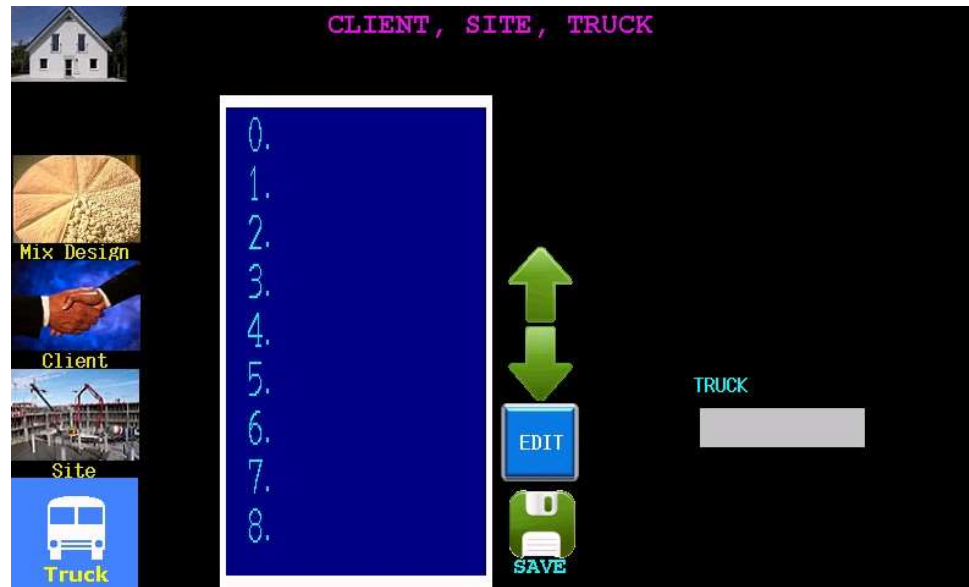 CLIENT, SITE, TRUCK
Mix Design
Client
Site
Truck
0.
1.
2.
3.
4.
5.
6.
7.
8.
EDIT
SAVE
TRUCK